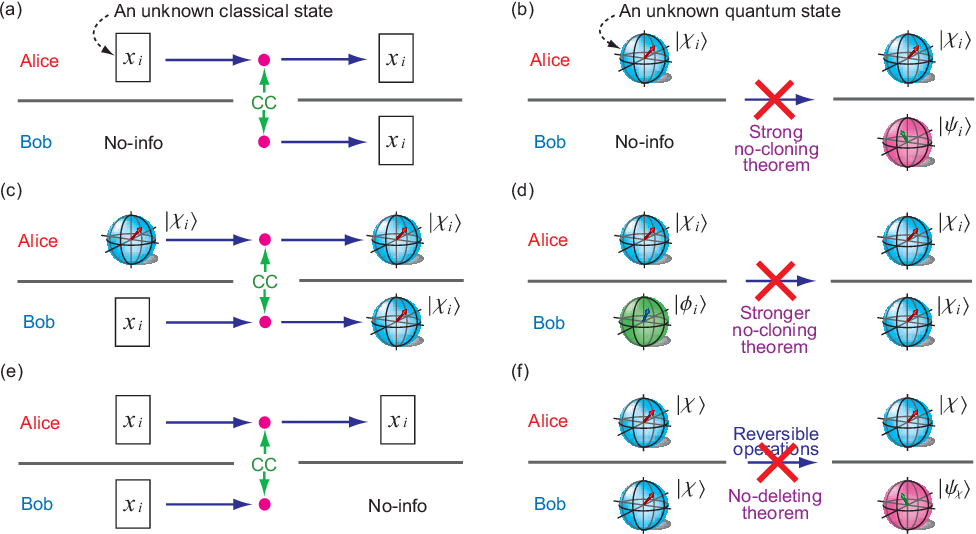 (a)
An unknown classical state
Alice
xi
xi
CC
Bob
No-info
xi
(b)
An unknown quantum state
Alice
|χi⟩
|χi⟩
Bob
No-info
Strong
no-cloning
theorem
|ψi⟩
(c)
Alice
|χi⟩
|χi⟩
CC
Bob
xi
|χi⟩
(d)
Alice
|χi⟩
|χi⟩
Bob
|ϕi⟩
Stronger
no-cloning
theorem
|χi⟩
(e)
Alice
xi
xi
CC
Bob
xi
No-info
(f)
Alice
|χ⟩
|χ⟩
Reversible
operations
Bob
|χ⟩
No-deleting
theorem
|ψχ⟩